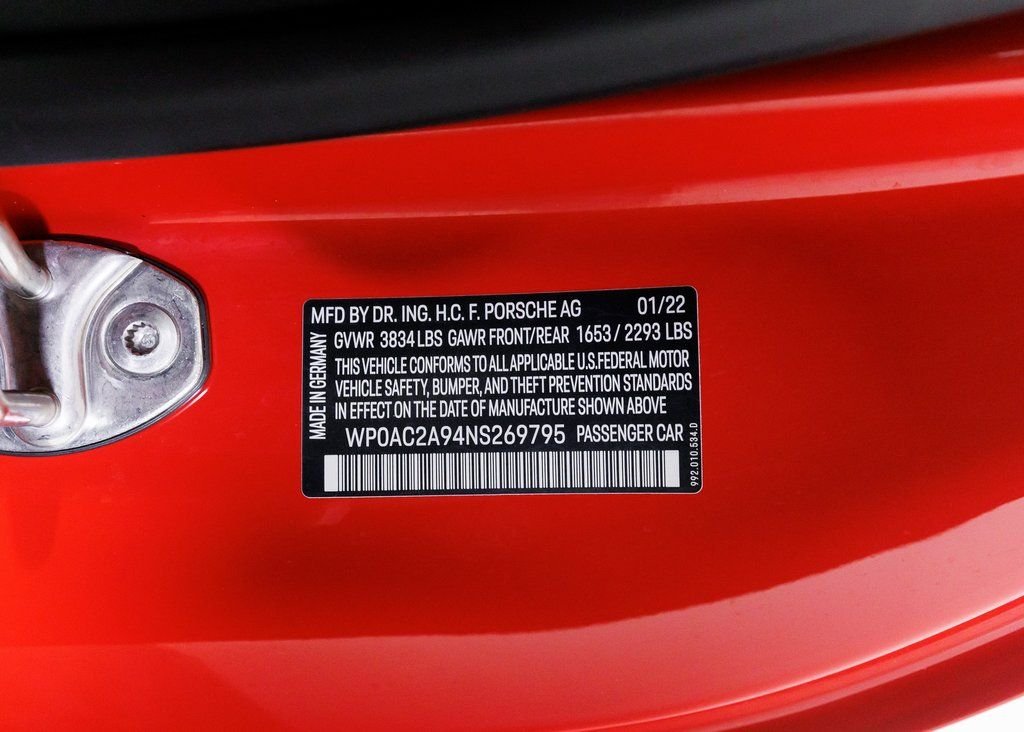 MFD BY DR. ING. H.C. F. PORSCHE AG 01/22
GVWR 3834 LBS GAWR FRONT/REAR 1653 / 2293 LBS
MADE IN GERMANY
THIS VEHICLE CONFORMS TO ALL APPLICABLE U.S.FEDERAL MOTOR
VEHICLE SAFETY, BUMPER, AND THEFT PREVENTION STANDARDS
IN EFFECT ON THE DATE OF MANUFACTURE SHOWN ABOVE
WP0AC2A94NS269795 PASSENGER CAR
992.010.534.D